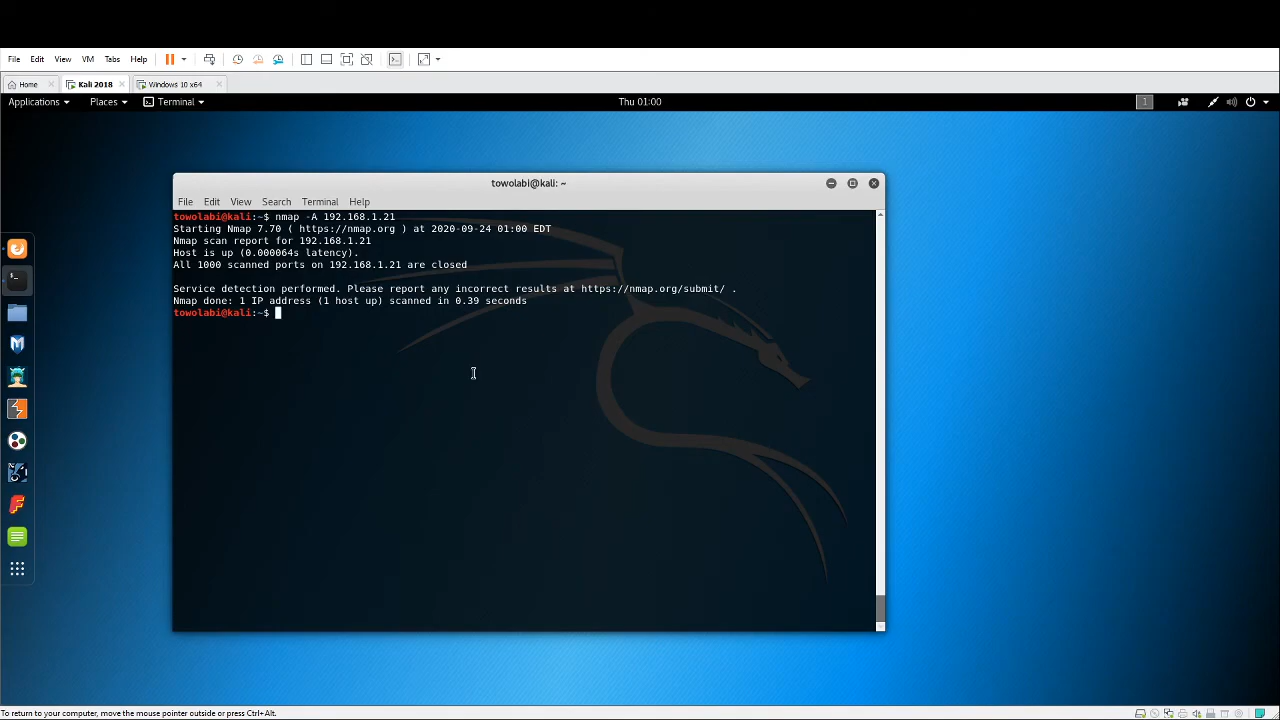 File Edit View VM Tabs Help
Home Kali 2018 Windows 10 x64
Applications Places Terminal Thu 01:00 1
towolabi@kali: ~
File Edit View Search Terminal Help
towolabi@kali:~$ nmap -A 192.168.1.21
Starting Nmap 7.70 ( https://nmap.org ) at 2020-09-24 01:00 EDT
Nmap scan report for 192.168.1.21
Host is up (0.000064s latency).
All 1000 scanned ports on 192.168.1.21 are closed
Service detection performed. Please report any incorrect results at https://nmap.org/submit/ .
Nmap done: 1 IP address (1 host up) scanned in 0.39 seconds
towolabi@kali:~$
To return to your computer, move the mouse pointer outside or press Ctrl+Alt.